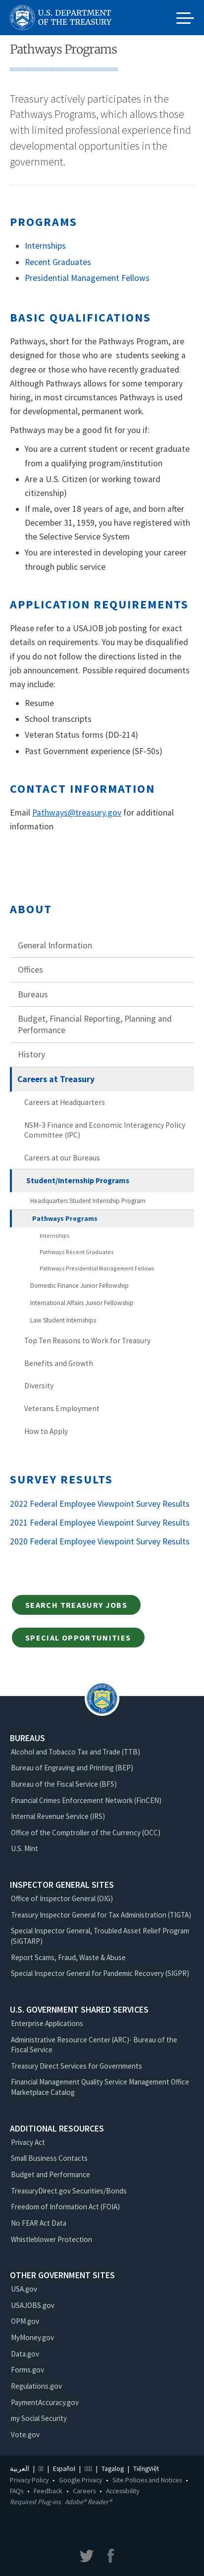 U.S. DEPARTMENT
OF THE TREASURY
Pathways Programs
Treasury actively participates in the
Pathways Programs, which allows those
with limited professional experience find
developmental opportunities in the
government.
PROGRAMS
Internships
Recent Graduates
Presidential Management Fellows
BASIC QUALIFICATIONS
Pathways, short for the Pathways Program, are
designed for those who are students seeking a
degree or those who have recently graduated.
Although Pathways allows for some temporary
hiring, in most circumstances Pathways is used
for developmental, permanent work.
Pathways may be a good fit for you if:
You are a current student or recent graduate
from a qualifying program/institution
Are a U.S. Citizen (or working toward
citizenship)
If male, over 18 years of age, and born after
December 31, 1959, you have registered with
the Selective Service System
You are interested in developing your career
through public service
APPLICATION REQUIREMENTS
Please refer to a USAJOB job posting for exact
details on requirements. You may be disqualified
if you do not follow the directions listed in the
job announcement. Possible required documents
may include:
Resume
School transcripts
Veteran Status forms (DD-214)
Past Government experience (SF-50s)
CONTACT INFORMATION
Email Pathways@treasury.gov for additional
information
ABOUT
General Information
Offices
Bureaus
Budget, Financial Reporting, Planning and
Performance
History
Careers at Treasury
Careers at Headquarters
NSM-3 Finance and Economic Interagency Policy
Committee (IPC)
Careers at our Bureaus
Student/Internship Programs
Headquarters Student Internship Program
Pathways Programs
Internships
Pathways Recent Graduates
Pathways Presidential Management Fellows
Domestic Finance Junior Fellowship
International Affairs Junior Fellowship
Law Student Internships
Top Ten Reasons to Work for Treasury
Benefits and Growth
Diversity
Veterans Employment
How to Apply
SURVEY RESULTS
2022 Federal Employee Viewpoint Survey Results
2021 Federal Employee Viewpoint Survey Results
2020 Federal Employee Viewpoint Survey Results
SEARCH TREASURY JOBS
SPECIAL OPPORTUNITIES
BUREAUS
Alcohol and Tobacco Tax and Trade (TTB)
Bureau of Engraving and Printing (BEP)
Bureau of the Fiscal Service (BFS)
Financial Crimes Enforcement Network (FinCEN)
Internal Revenue Service (IRS)
Office of the Comptroller of the Currency (OCC)
U.S. Mint
INSPECTOR GENERAL SITES
Office of Inspector General (OIG)
Treasury Inspector General for Tax Administration (TIGTA)
Special Inspector General, Troubled Asset Relief Program
(SIGTARP)
Report Scams, Fraud, Waste & Abuse
Special Inspector General for Pandemic Recovery (SIGPR)
U.S. GOVERNMENT SHARED SERVICES
Enterprise Applications
Administrative Resource Center (ARC)- Bureau of the
Fiscal Service
Treasury Direct Services for Governments
Financial Management Quality Service Management Office
Marketplace Catalog
ADDITIONAL RESOURCES
Privacy Act
Small Business Contacts
Budget and Performance
TreasuryDirect.gov Securities/Bonds
Freedom of Information Act (FOIA)
No FEAR Act Data
Whistleblower Protection
OTHER GOVERNMENT SITES
USA.gov
USAJOBS.gov
OPM.gov
MyMoney.gov
Data.gov
Forms.gov
Regulations.gov
PaymentAccuracy.gov
my Social Security
Vote.gov
العربية | | Español | | Tagalog | TiếngViệt
Privacy Policy • Google Privacy • Site Policies and Notices •
FAQs • Feedback • Careers • Accessibility
Required Plug-ins Adobe® Reader®